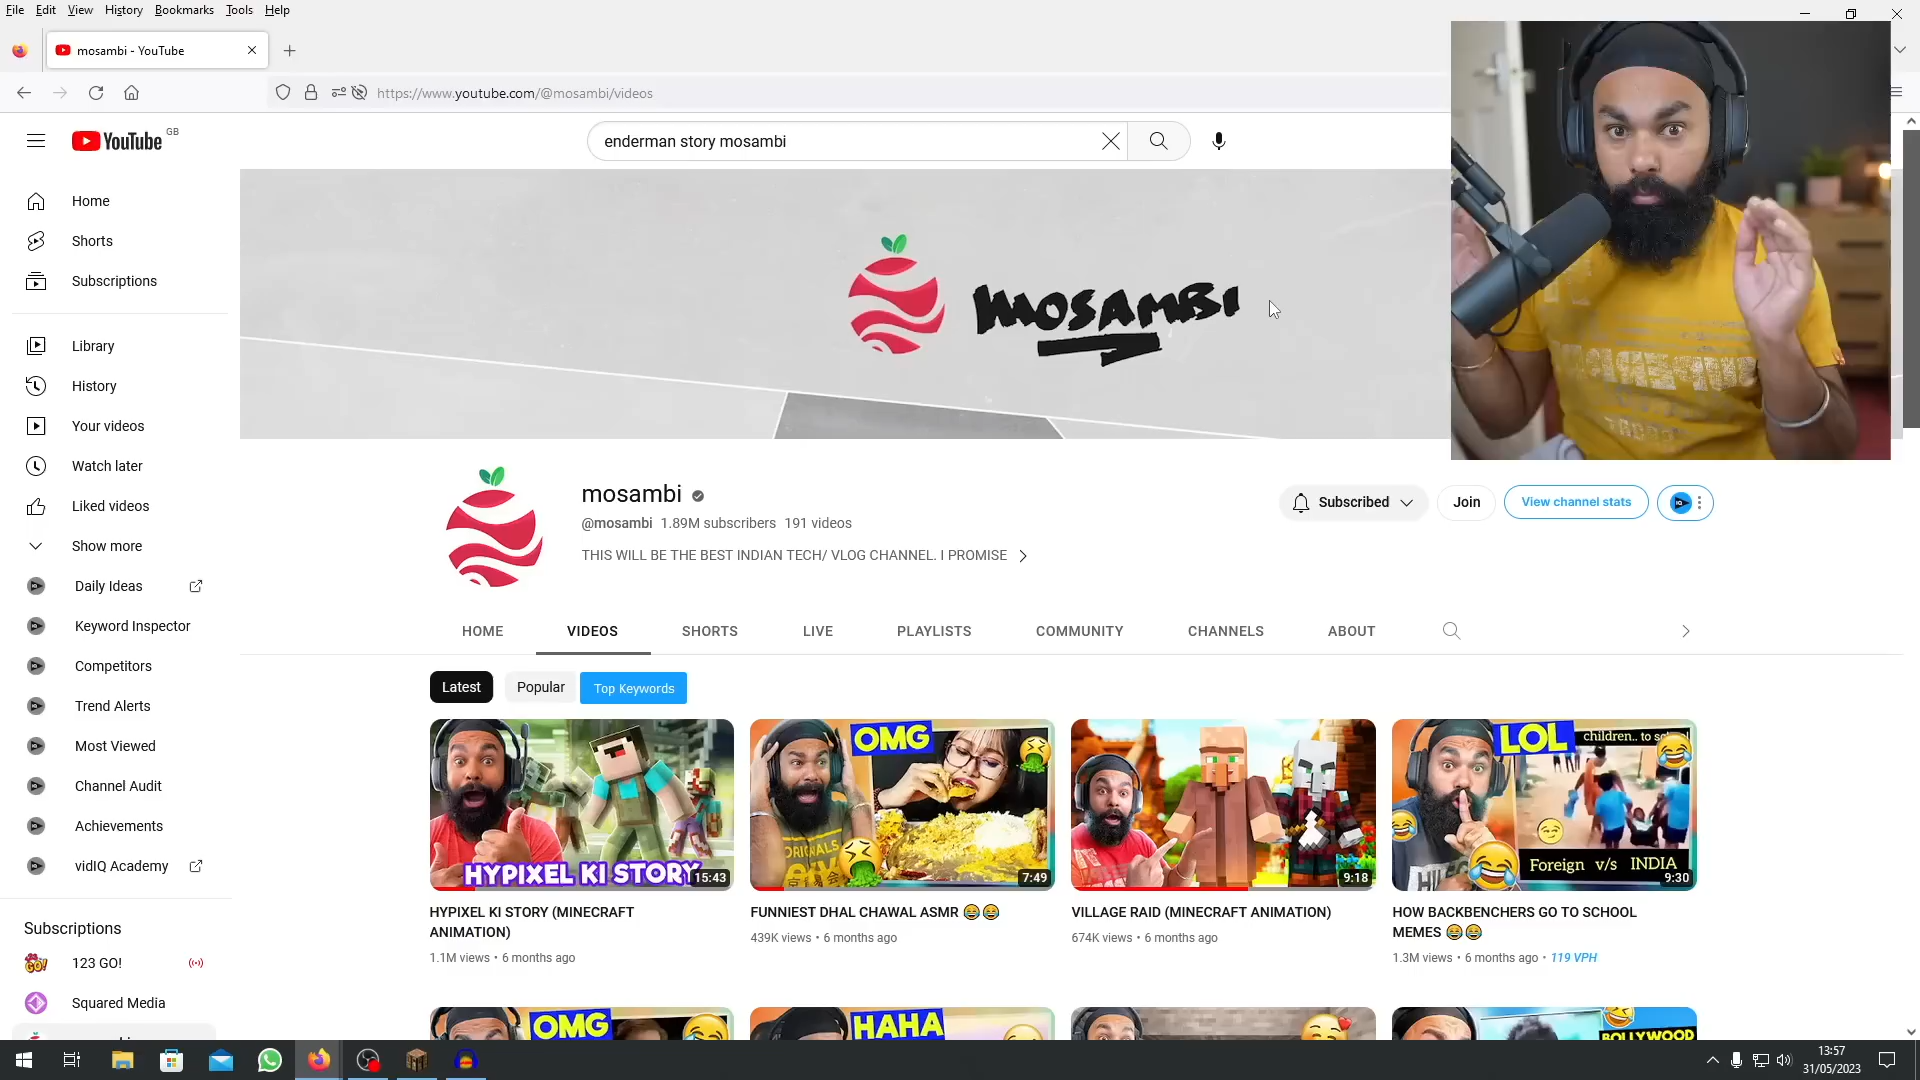 File Edit View History Bookmarks Tools Help
mosambi - YouTube
https://www.youtube.com/@mosambi/videos
YouTube GB
enderman story mosambi
Home
Shorts
Subscriptions
Library
History
Your videos
Watch later
Liked videos
Show more
Daily Ideas
Keyword Inspector
Competitors
Trend Alerts
Most Viewed
Channel Audit
Achievements
vidIQ Academy
Subscriptions
123 GO!
Squared Media
MOSAMBI
mosambi
@mosambi 1.89M subscribers 191 videos
THIS WILL BE THE BEST INDIAN TECH/ VLOG CHANNEL. I PROMISE
Subscribed
Join
View channel stats
HOME VIDEOS SHORTS LIVE PLAYLISTS COMMUNITY CHANNELS ABOUT
Latest Popular Top Keywords
HYPIXEL KI STORY
15:43
HYPIXEL KI STORY (MINECRAFT
ANIMATION)
1.1M views • 6 months ago
OMG
7:49
FUNNIEST DHAL CHAWAL ASMR 😂😂
439K views • 6 months ago
9:18
VILLAGE RAID (MINECRAFT ANIMATION)
674K views • 6 months ago
LOL
children.. to
Foreign v/s INDIA
9:30
HOW BACKBENCHERS GO TO SCHOOL
MEMES 😂😂
1.3M views • 6 months ago • 119 VPH
OMG
HAHA
BOLLYWOOD
13:57
31/05/2023